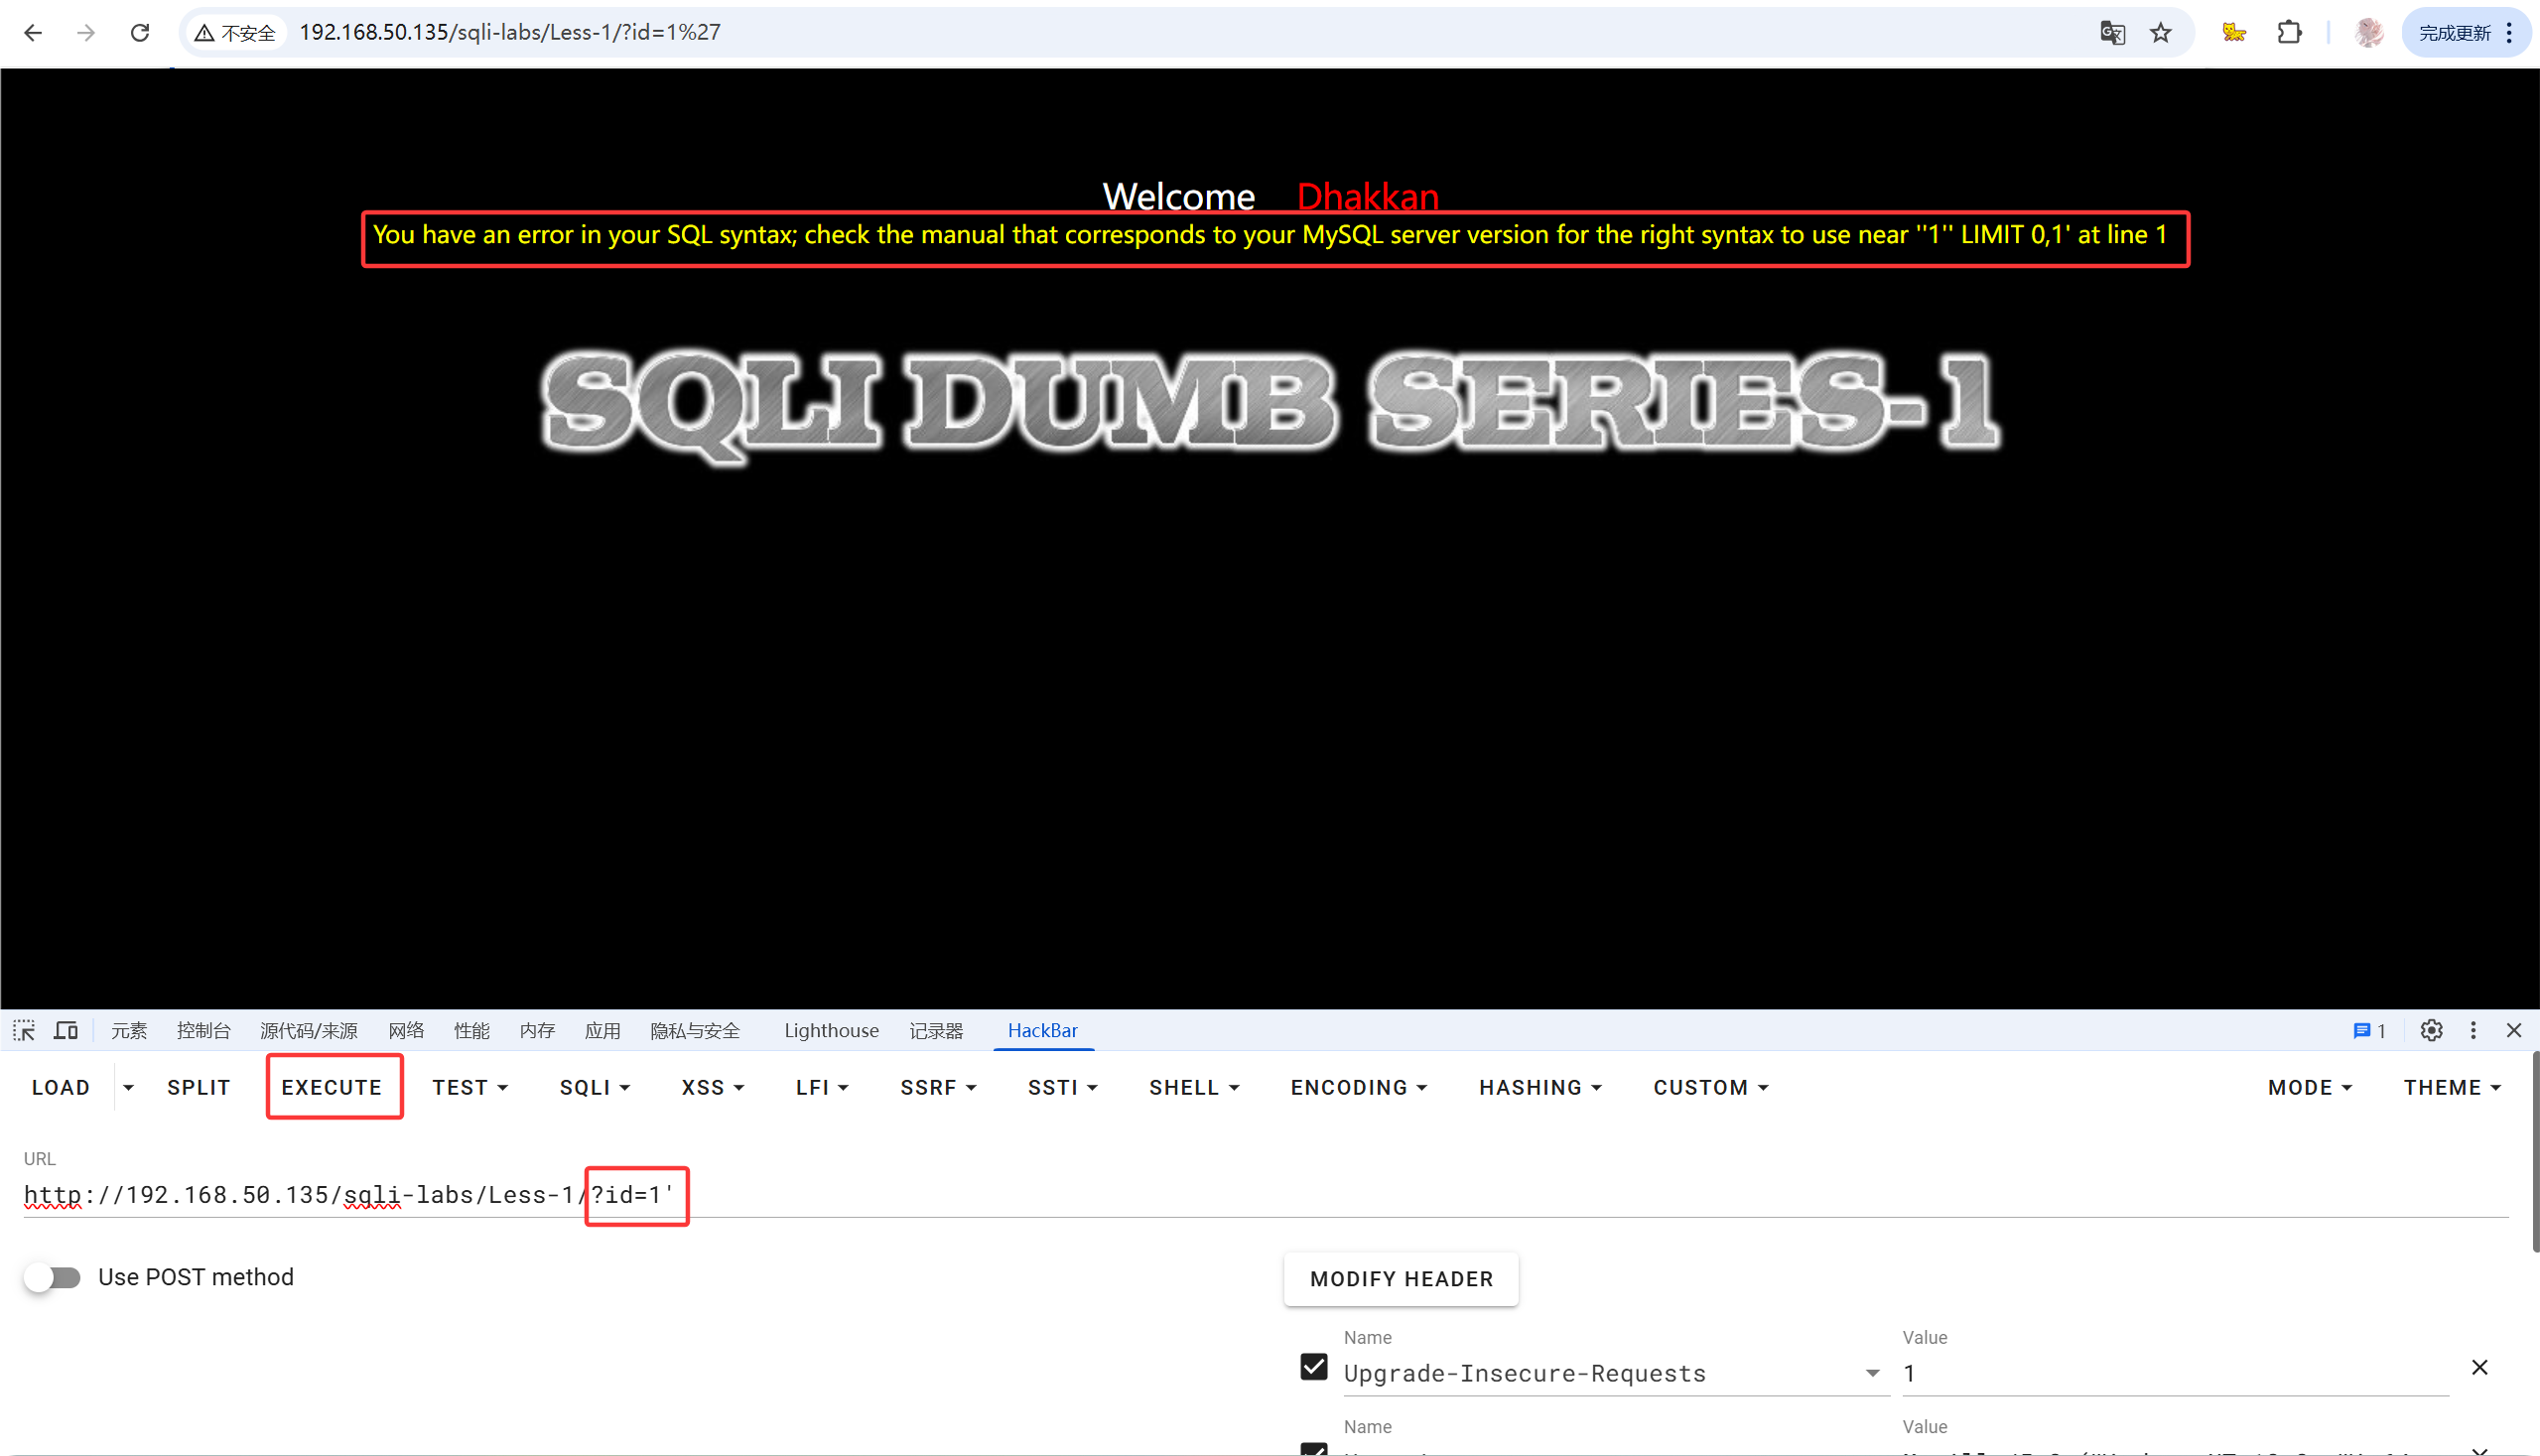 不安全 192.168.50.135/sqli-labs/Less-1/?id=1%27 完成更新
Welcome Dhakkan
You have an error in your SQL syntax; check the manual that corresponds to your MySQL server version for the right syntax to use near ''1'' LIMIT 0,1' at line 1
SQLI DUMB SERIES-1
元素 控制台 源代码/来源 网络 性能 内存 应用 隐私与安全 Lighthouse 记录器 HackBar 1
LOAD SPLIT EXECUTE TEST SQLI XSS LFI SSRF SSTI SHELL ENCODING HASHING CUSTOM MODE THEME
URL
http://192.168.50.135/sqli-labs/Less-1/?id=1'
Use POST method
MODIFY HEADER
Name Value
Upgrade-Insecure-Requests 1
Name Value